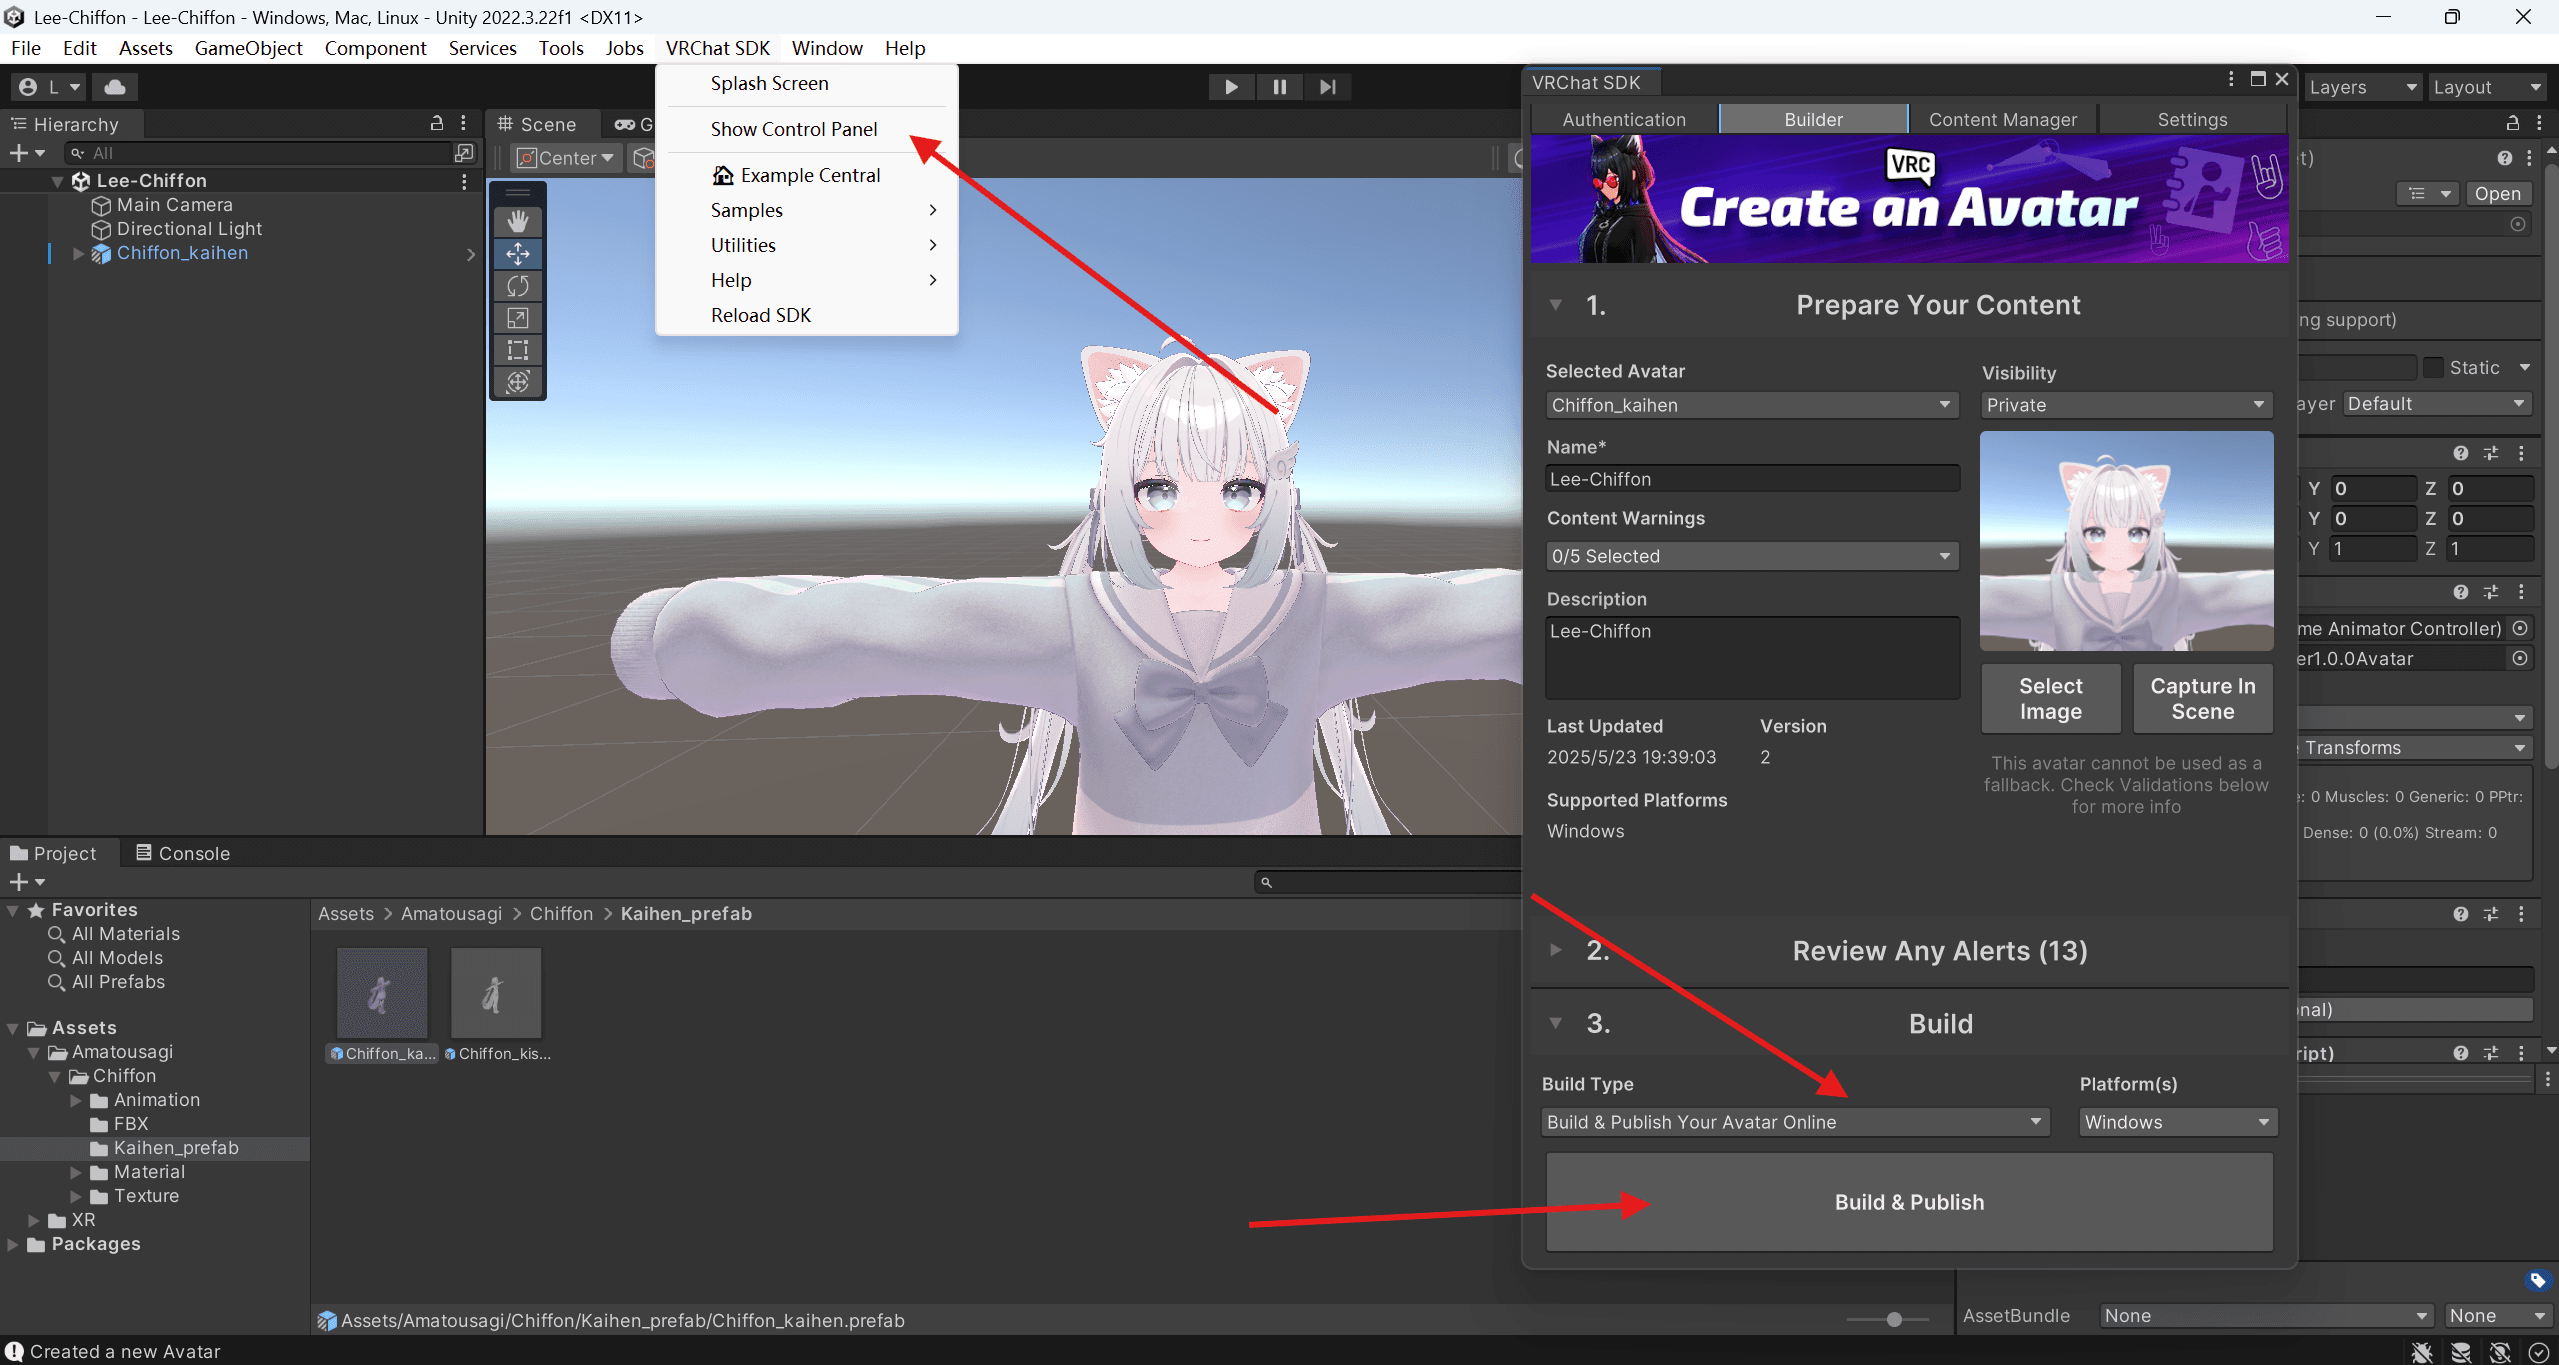 Lee-Chiffon - Lee-Chiffon - Windows, Mac, Linux - Unity 2022.3.22f1 <DX11>
File Edit Assets GameObject Component Services Tools Jobs VRChat SDK Window Help
L
Layers
Layout
Splash Screen
Show Control Panel
Example Central
Samples
Utilities
Help
Reload SDK
Hierarchy
All
Lee-Chiffon
Main Camera
Directional Light
Chiffon_kaihen
Scene
G
Center
VRChat SDK
Authentication
Builder
Content Manager
Settings
VRC
Create an Avatar
1. Prepare Your Content
Selected Avatar
Chiffon_kaihen
Visibility
Private
Name*
Lee-Chiffon
Content Warnings
0/5 Selected
Description
Lee-Chiffon
Select Image
Capture In Scene
Last Updated
2025/5/23 19:39:03
Version
2
This avatar cannot be used as a
fallback. Check Validations below
for more info
Supported Platforms
Windows
2. Review Any Alerts (13)
3. Build
Build Type
Build & Publish Your Avatar Online
Platform(s)
Windows
Build & Publish
t)
Open
ng support)
Static
ayer Default
Y 0 Z 0
Y 0 Z 0
Y 1 Z 1
me Animator Controller)
er1.0.0Avatar
Transforms
: 0 Muscles: 0 Generic: 0 PPtr:
Dense: 0 (0.0%) Stream: 0
nal)
ript)
Project
Console
Favorites
All Materials
All Models
All Prefabs
Assets
Amatousagi
Chiffon
Animation
FBX
Kaihen_prefab
Material
Texture
XR
Packages
Assets > Amatousagi > Chiffon > Kaihen_prefab
Chiffon_ka...
Chiffon_kis...
Assets/Amatousagi/Chiffon/Kaihen_prefab/Chiffon_kaihen.prefab
AssetBundle
None
None
Created a new Avatar